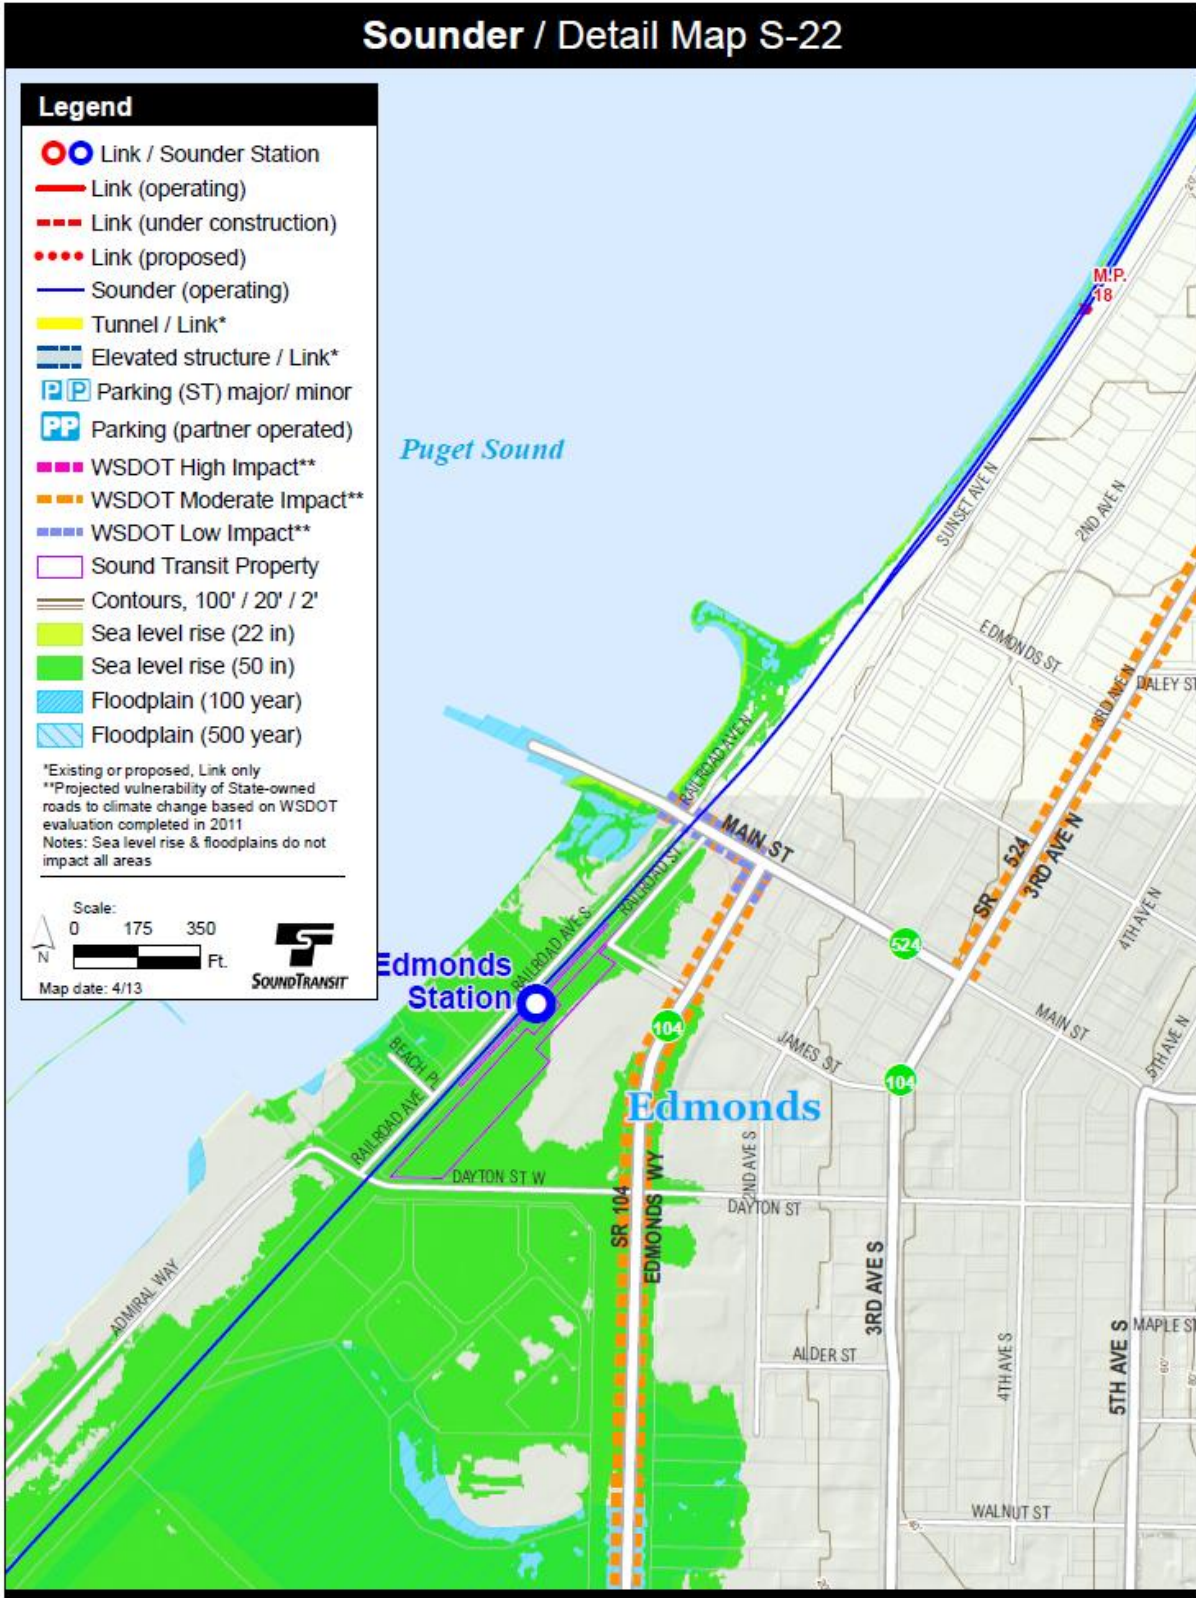 Sounder / Detail Map S-22
Legend
Link / Sounder Station
Link (operating)
Link (under construction)
Link (proposed)
Sounder (operating)
Tunnel / Link*
Elevated structure / Link*
P P Parking (ST) major/ minor
PP Parking (partner operated)
WSDOT High Impact**
WSDOT Moderate Impact**
WSDOT Low Impact**
Sound Transit Property
Contours, 100' / 20' / 2'
Sea level rise (22 in)
Sea level rise (50 in)
Floodplain (100 year)
Floodplain (500 year)
*Existing or proposed, Link only
**Projected vulnerability of State-owned
roads to climate change based on WSDOT
evaluation completed in 2011
Notes: Sea level rise & floodplains do not
impact all areas
Scale:
0 175 350
Ft.
N
Map date: 4/13
SOUNDTRANSIT
Puget Sound
20'
M.P.
18
SUNSET AVE N
2ND AVE N
EDMONDS ST
3RD AVE N
DALEY ST
RAILROAD AVE N
MAIN ST
SR 524
3RD AVE N
RAILROAD ST
4TH AVE N
524
RAILROAD AVE S
Edmonds
Station
104
MAIN ST
JAMES ST
5TH AVE N
104
BEACH PL
Edmonds
RAILROAD AVE
2ND AVE S
DAYTON ST W
DAYTON ST
SR 104
EDMONDS WY
3RD AVE S
ADMIRAL WAY
ALDER ST
4TH AVE S
5TH AVE S
MAPLE ST
60'
WALNUT ST